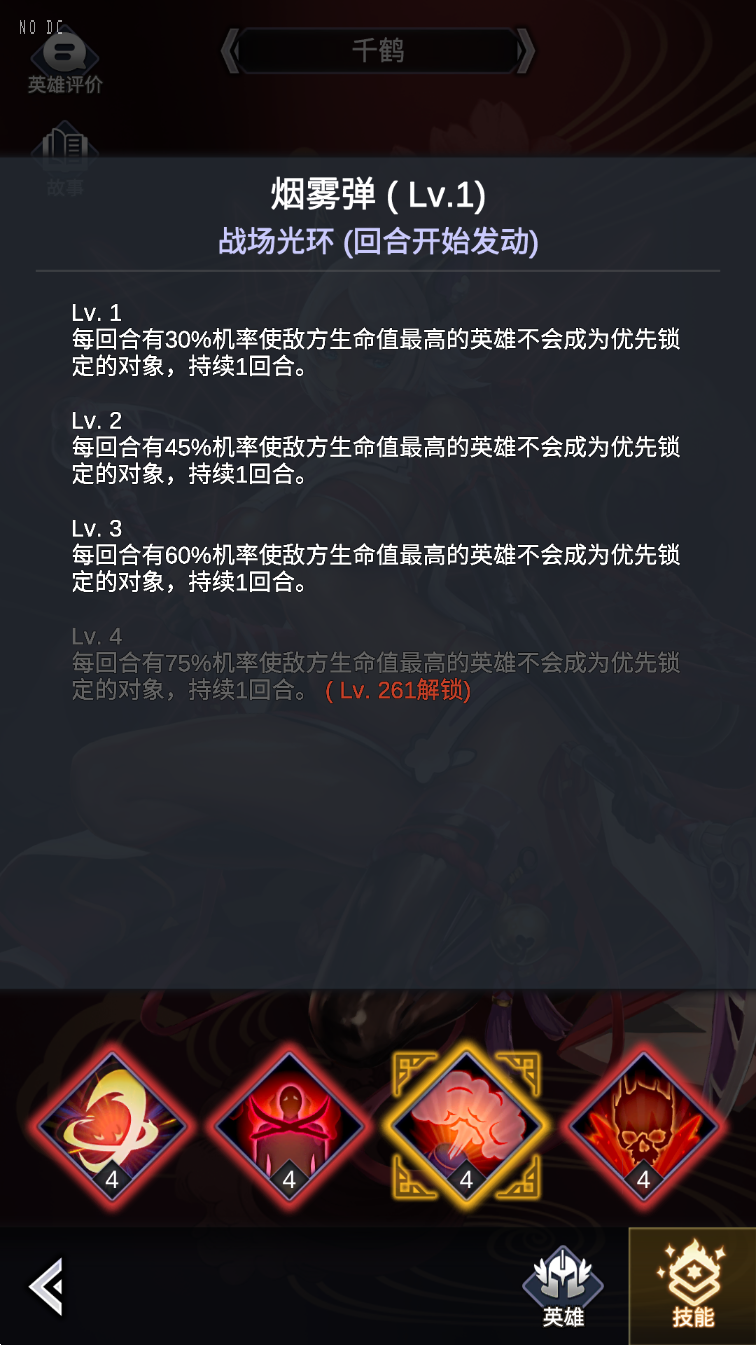 NO DC
千鹤
英雄评价
故事
烟雾弹 ( Lv.1)
战场光环 (回合开始发动)
Lv. 1
每回合有30%机率使敌方生命值最高的英雄不会成为优先锁
定的对象，持续1回合。
Lv. 2
每回合有45%机率使敌方生命值最高的英雄不会成为优先锁
定的对象，持续1回合。
Lv. 3
每回合有60%机率使敌方生命值最高的英雄不会成为优先锁
定的对象，持续1回合。
Lv. 4
每回合有75%机率使敌方生命值最高的英雄不会成为优先锁
定的对象，持续1回合。 ( Lv. 261解锁)
4
4
4
4
英雄
技能